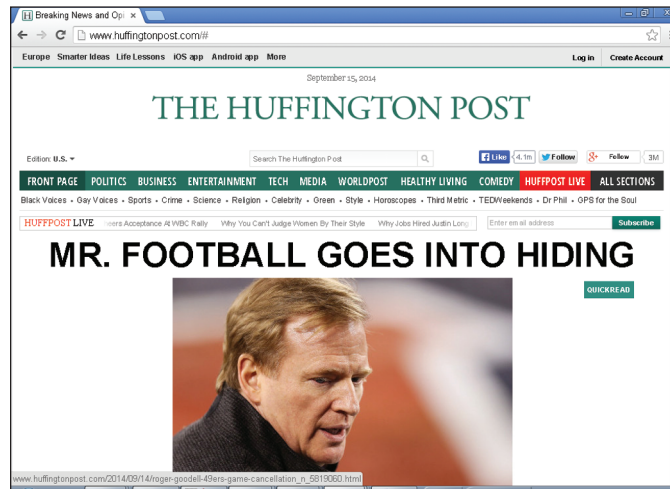 Breaking News and Opi
www.huffingtonpost.com/#
Europe Smarter Ideas Life Lessons iOS app Android app More Log in Create Account
September 15, 2014
THE HUFFINGTON POST
Edition: U.S. Search The Huffington Post Like 4.1m Follow Follow 3M
FRONT PAGE POLITICS BUSINESS ENTERTAINMENT TECH MEDIA WORLDPOST HEALTHY LIVING COMEDY HUFFPOST LIVE ALL SECTIONS
Black Voices • Gay Voices • Sports • Crime • Science • Religion • Celebrity • Green • Style • Horoscopes • Third Metric • TEDWeekends • Dr Phil • GPS for the Soul
HUFFPOST LIVE eers Acceptance At WBC Rally Why You Can't Judge Women By Their Style Why Jobs Hired Justin Long Enter email address Subscribe
MR. FOOTBALL GOES INTO HIDING
QUICKREAD
www.huffingtonpost.com/2014/09/14/roger-goodell-49ers-game-cancellation_n_5819060.html